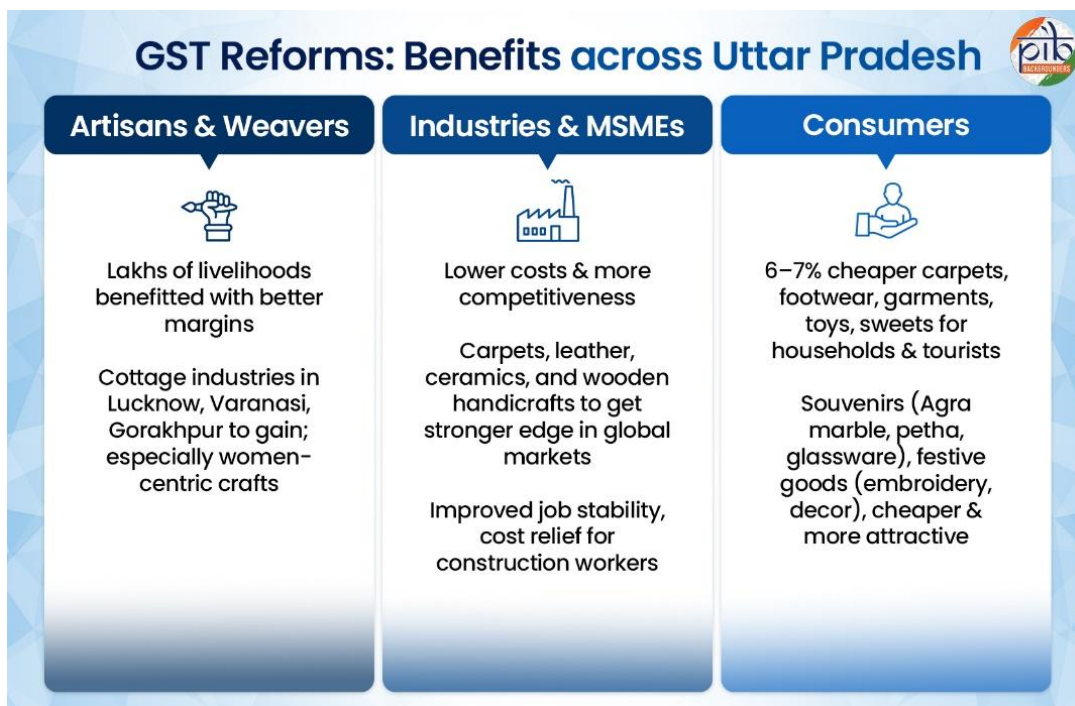 GST Reforms: Benefits across Uttar Pradesh
pib
BACKGROUNDERS
Artisans & Weavers
Lakhs of livelihoods
benefitted with better
margins
Cottage industries in
Lucknow, Varanasi,
Gorakhpur to gain;
especially women-
centric crafts
Industries & MSMEs
Lower costs & more
competitiveness
Carpets, leather,
ceramics, and wooden
handicrafts to get
stronger edge in global
markets
Improved job stability,
cost relief for
construction workers
Consumers
6–7% cheaper carpets,
footwear, garments,
toys, sweets for
households & tourists
Souvenirs (Agra
marble, petha,
glassware), festive
goods (embroidery,
decor), cheaper &
more attractive